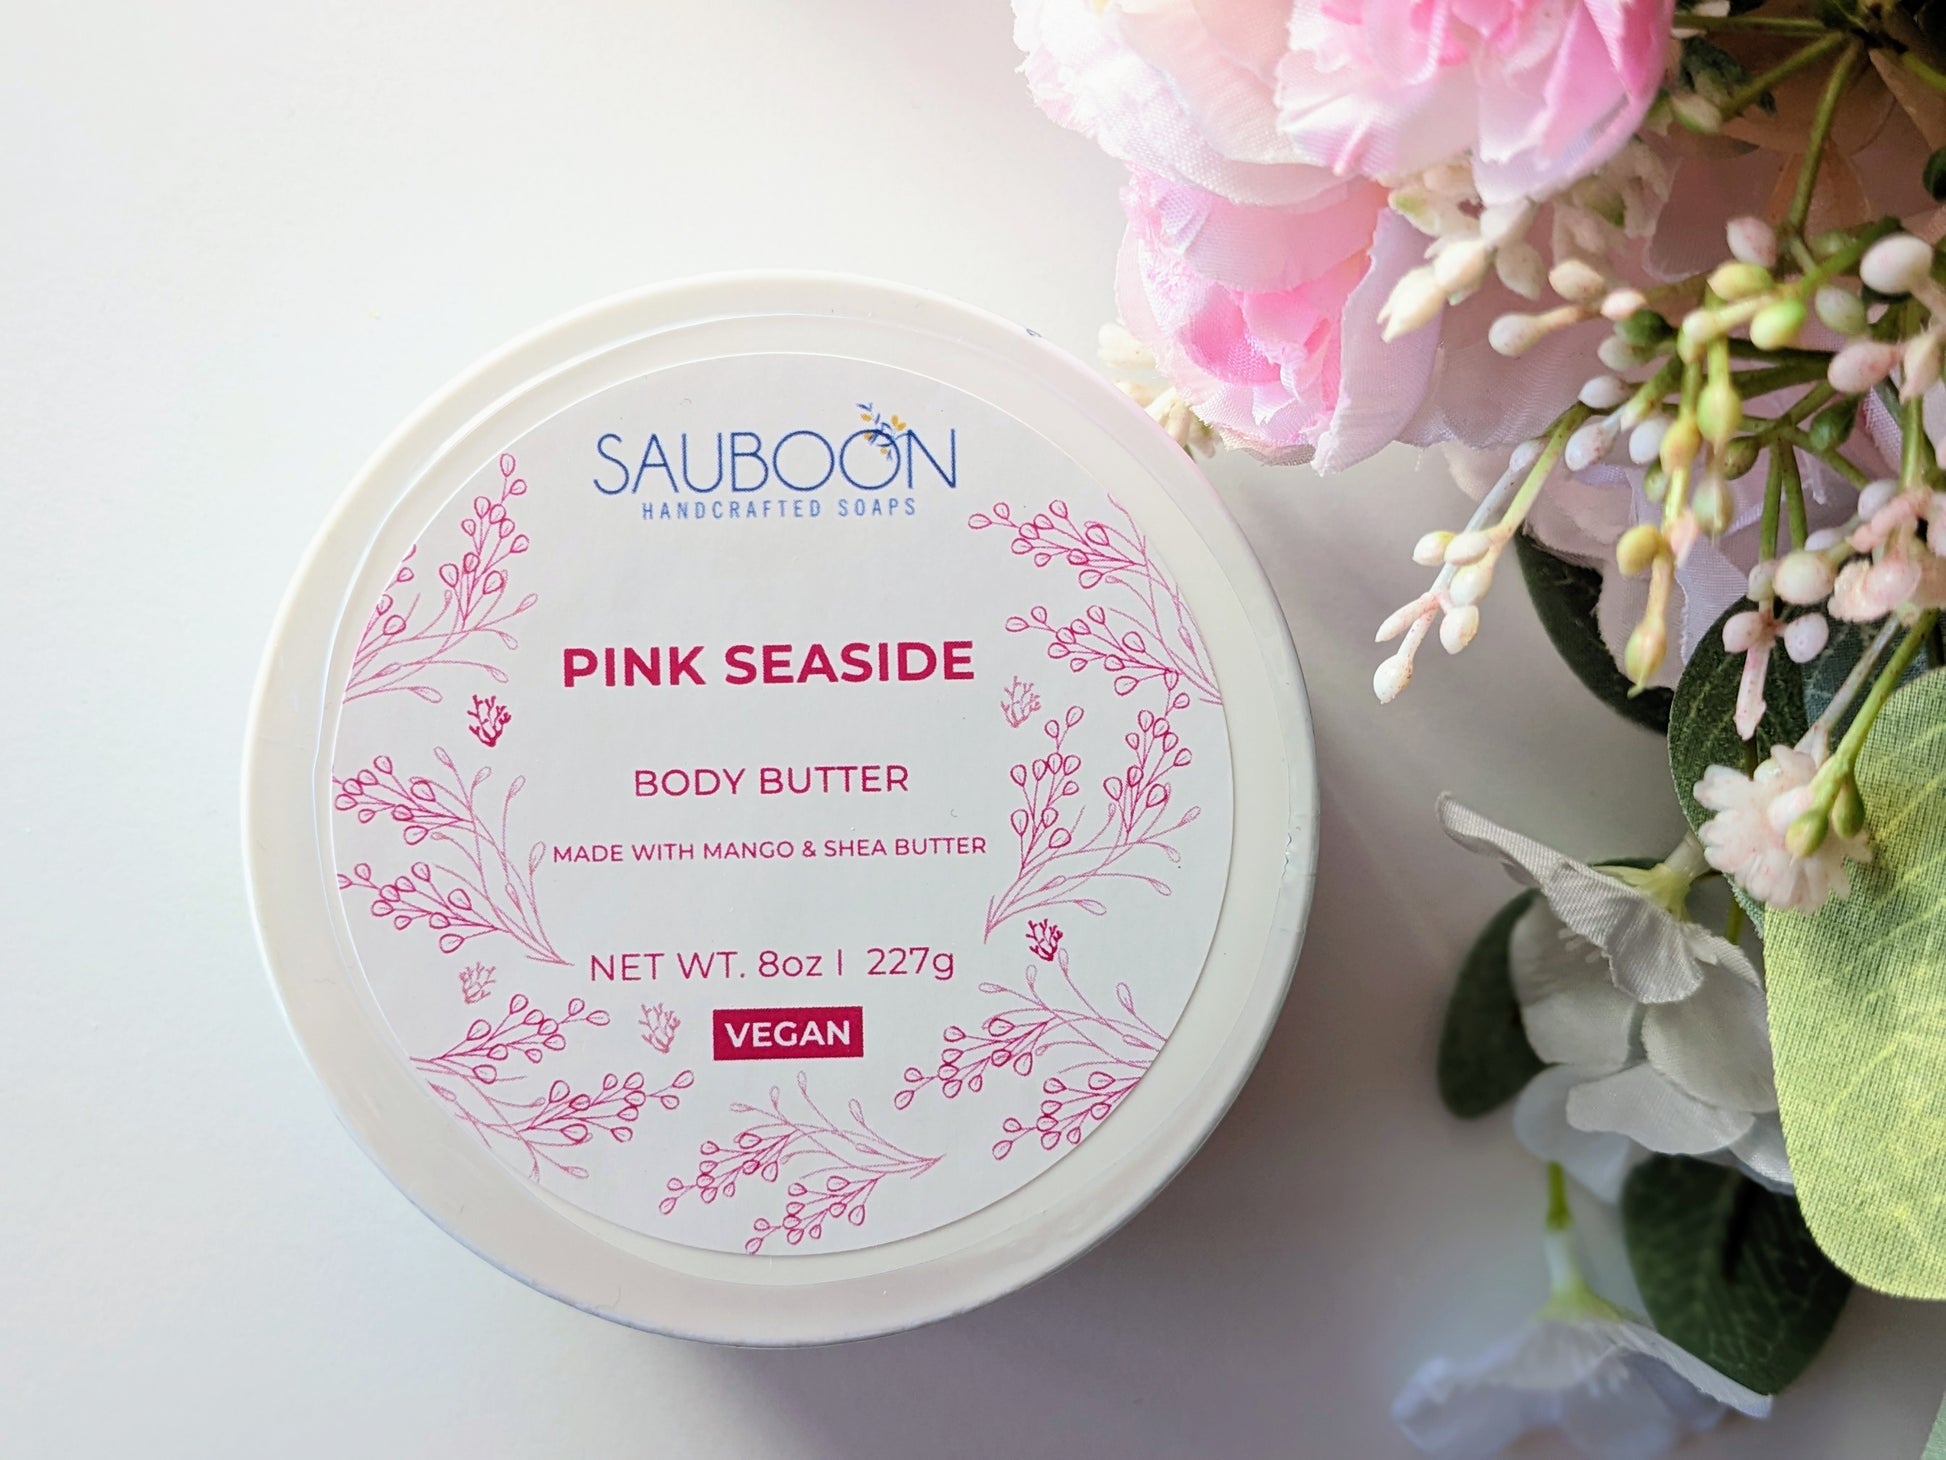 SAUBOON
HANDCRAFTED SOAPS
PINK SEASIDE
BODY BUTTER
MADE WITH MANGO & SHEA BUTTER
NET WT. 8oz | 227g
VEGAN